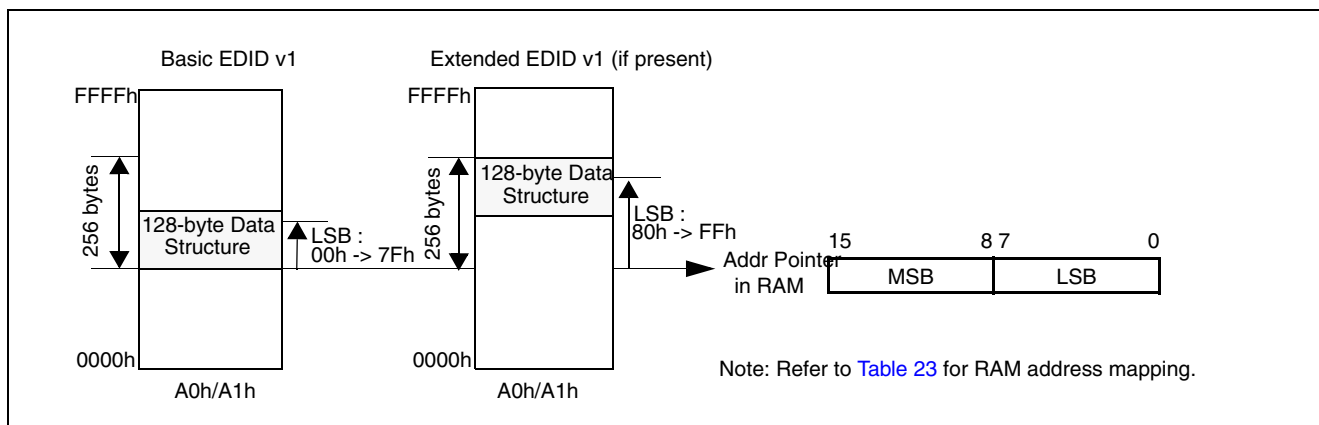 Basic EDID v1
Extended EDID v1 (if present)
FFFFh
FFFFh
256 bytes
128-byte Data
Structure
LSB :
00h -> 7Fh
256 bytes
128-byte Data
Structure
LSB :
80h -> FFh
Addr Pointer
in RAM
15
8 7
0
MSB
LSB
0000h
0000h
A0h/A1h
A0h/A1h
Note: Refer to Table 23 for RAM address mapping.